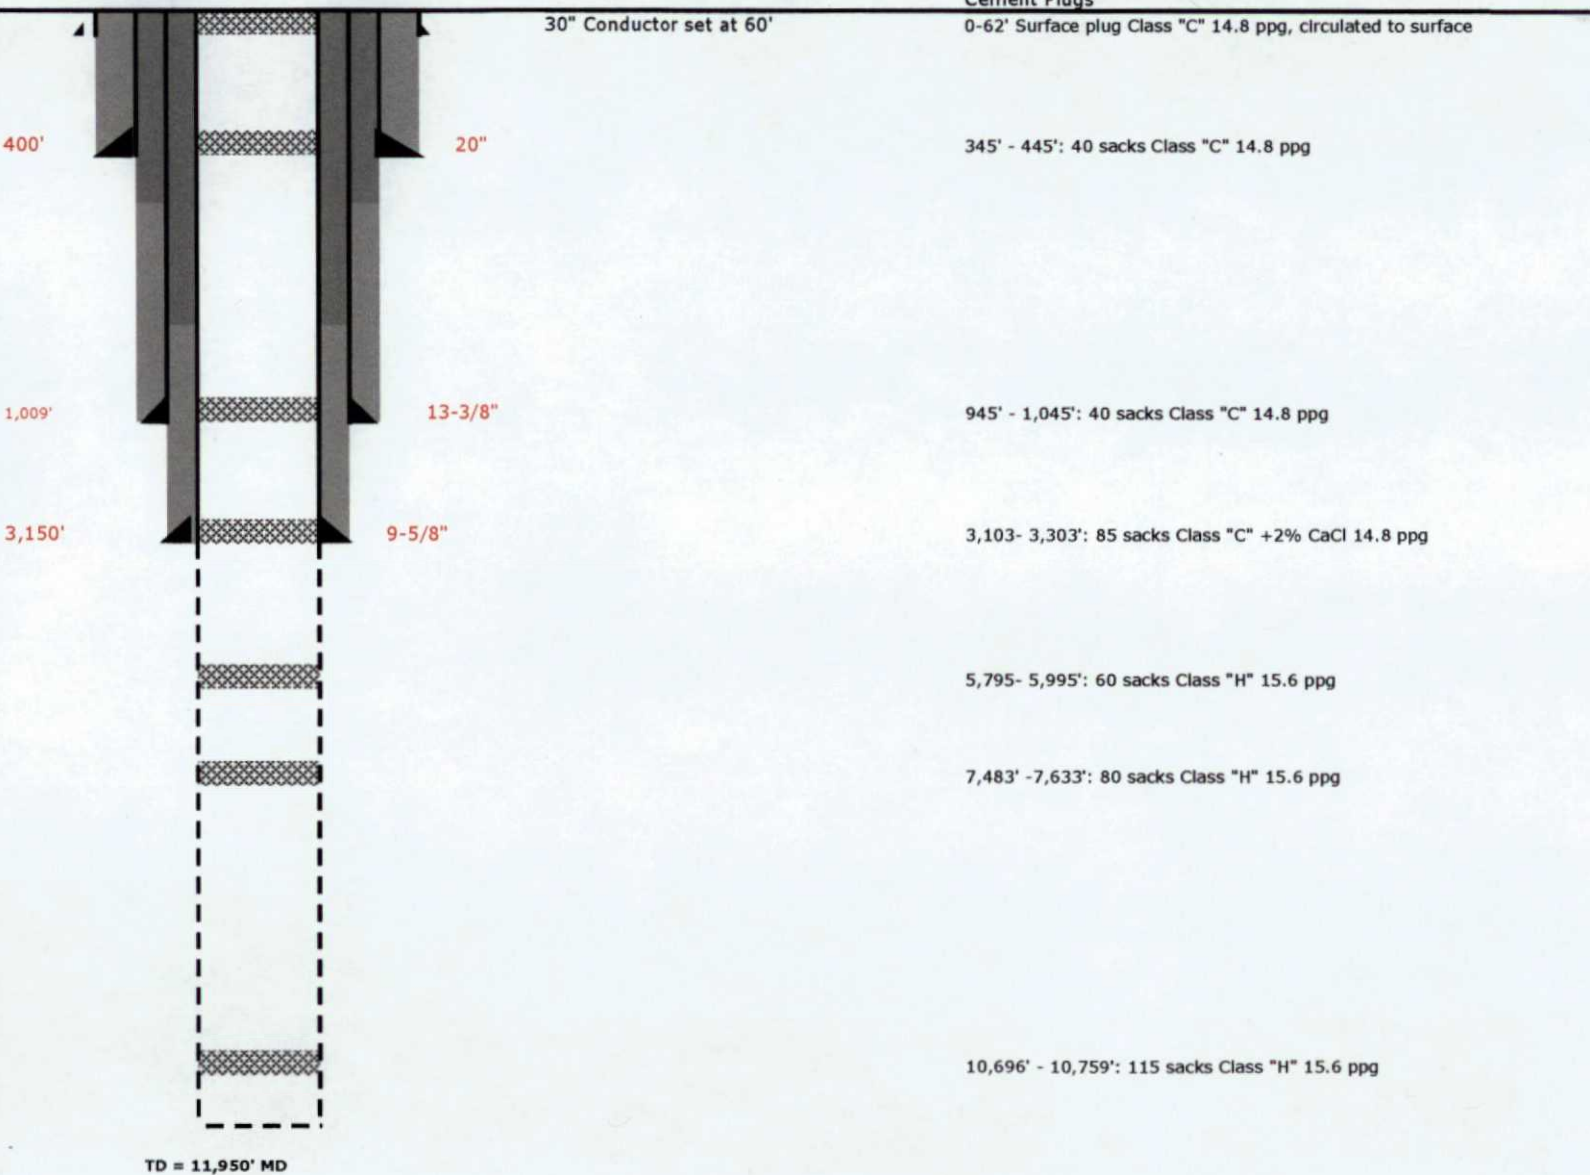 Cement Plugs
30" Conductor set at 60'
0-62' Surface plug Class "C" 14.8 ppg, circulated to surface
400'
20"
345' - 445': 40 sacks Class "C" 14.8 ppg
1,009'
13-3/8"
945' - 1,045': 40 sacks Class "C" 14.8 ppg
3,150'
9-5/8"
3,103- 3,303': 85 sacks Class "C" +2% CaCl 14.8 ppg
5,795- 5,995': 60 sacks Class "H" 15.6 ppg
7,483' -7,633': 80 sacks Class "H" 15.6 ppg
10,696' - 10,759': 115 sacks Class "H" 15.6 ppg
TD = 11,950' MD